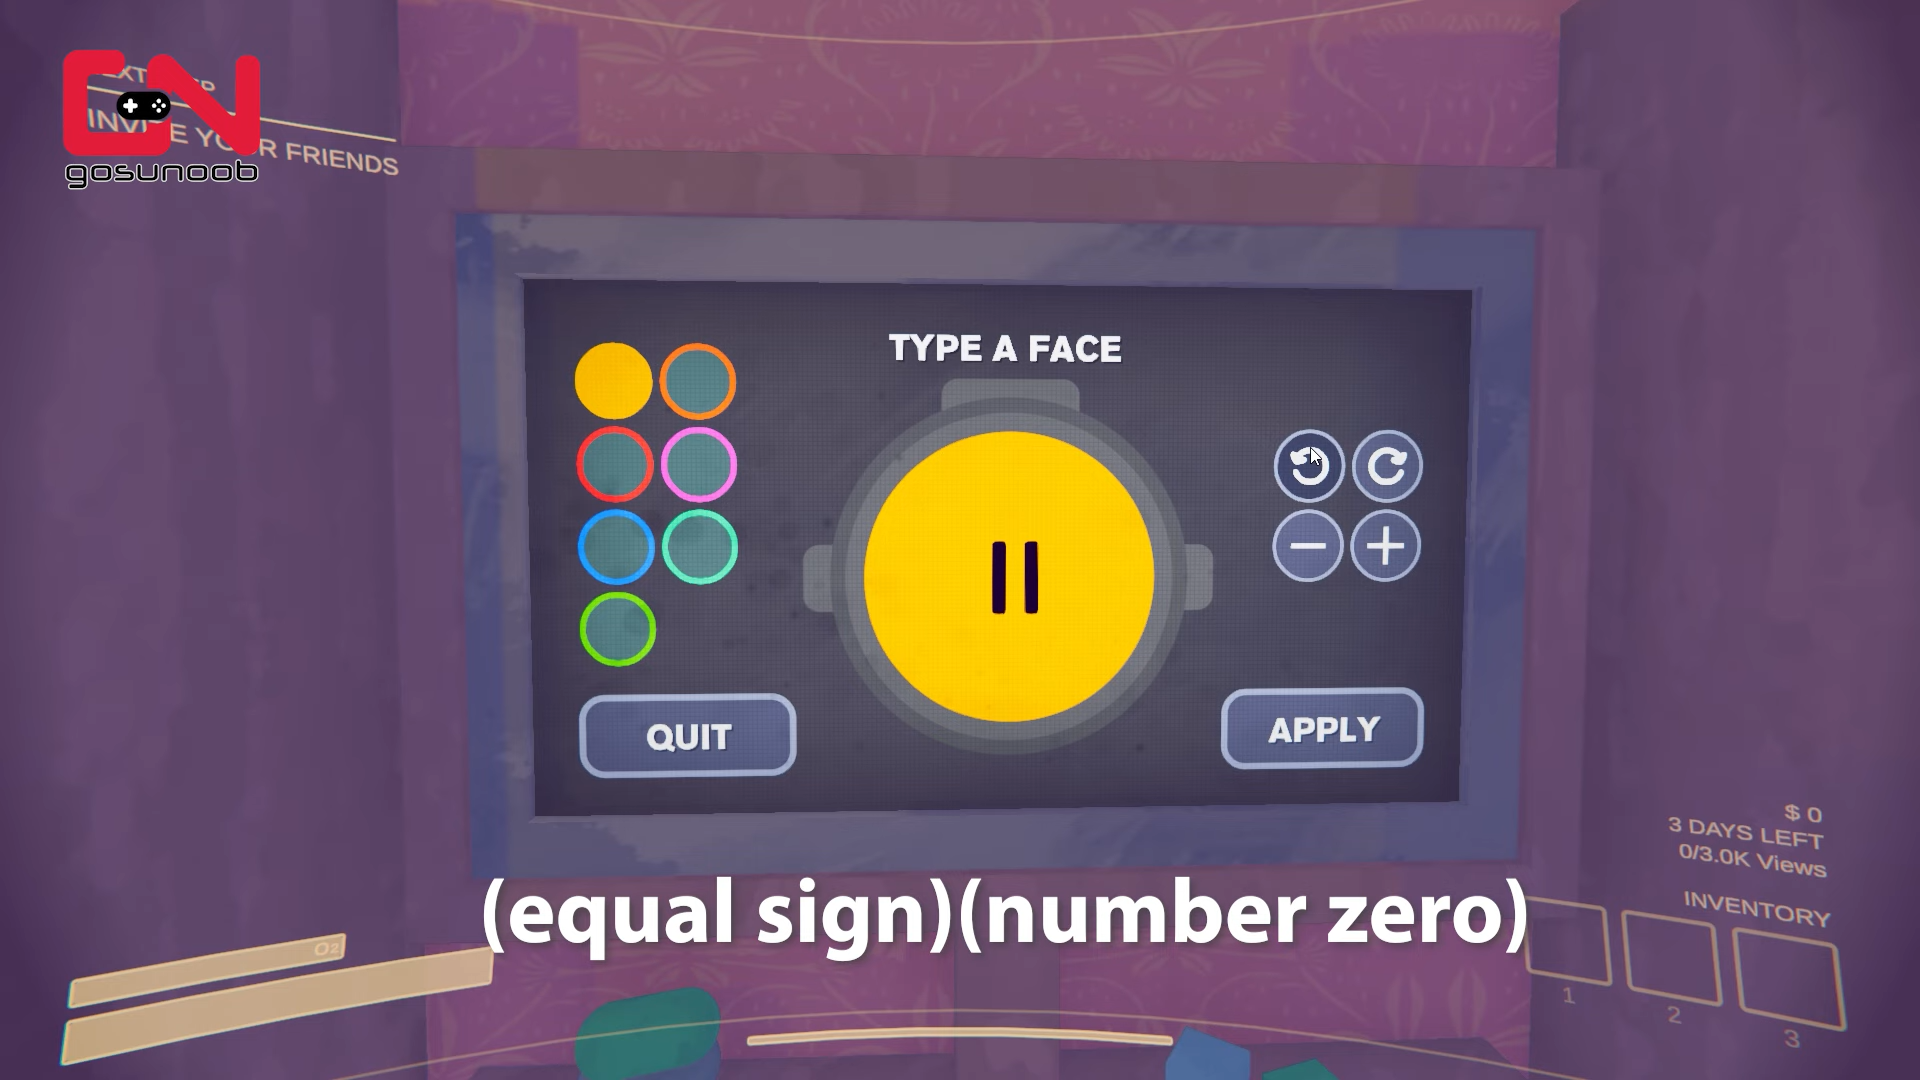 INVITE YOUR FRIENDS
gosunoob
TYPE A FACE
QUIT
APPLY
$ 0
3 DAYS LEFT
0/3.0K Views
INVENTORY
1
2
3
O2
(equal sign)(number zero)